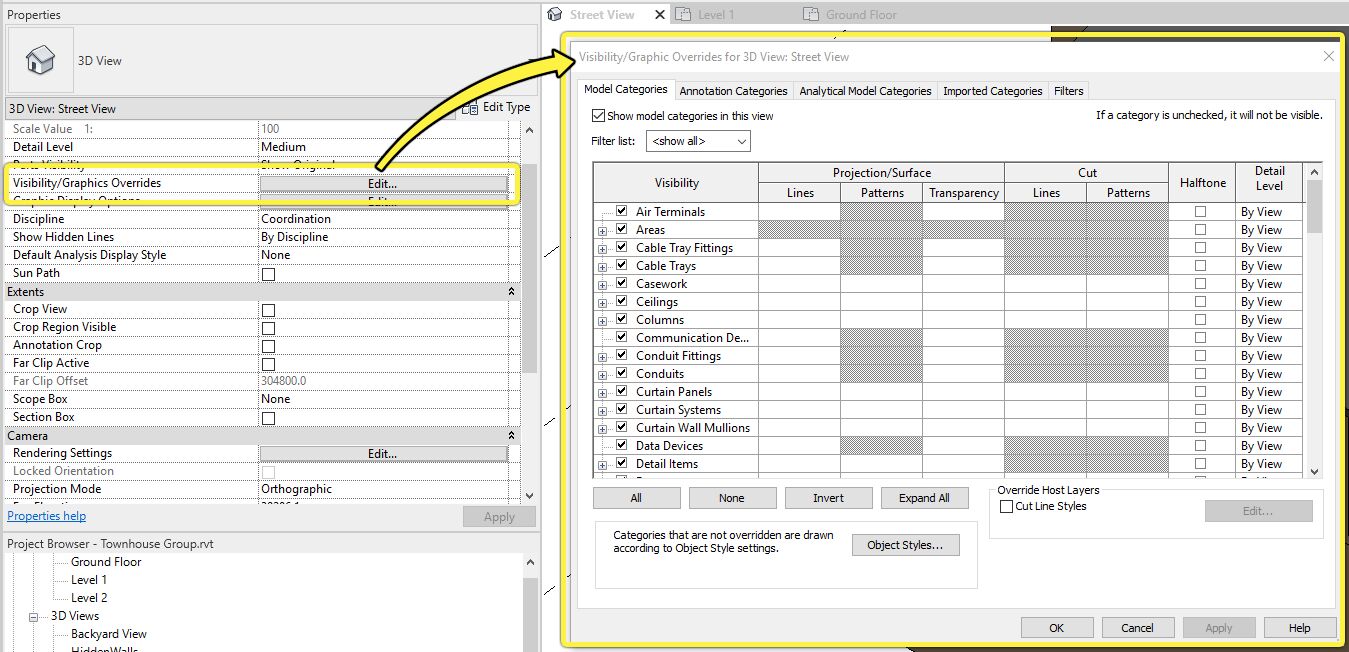 Properties
3D View
3D View: Street View
Edit Type
Scale Value 1: 100
Detail Level Medium
Parts Visibility Show Original
Visibility/Graphics Overrides Edit...
Graphic Display Options Edit...
Discipline Coordination
Show Hidden Lines By Discipline
Default Analysis Display Style None
Sun Path
Extents
Crop View
Crop Region Visible
Annotation Crop
Far Clip Active
Far Clip Offset 304800.0
Scope Box None
Section Box
Camera
Rendering Settings Edit...
Locked Orientation
Projection Mode Orthographic
Properties help Apply
Project Browser - Townhouse Group.rvt
Ground Floor
Level 1
Level 2
3D Views
Backyard View
HiddenWalls
Street View Level 1 Ground Floor
Visibility/Graphic Overrides for 3D View: Street View
Model Categories Annotation Categories Analytical Model Categories Imported Categories Filters
Show model categories in this view If a category is unchecked, it will not be visible.
Filter list: <show all>
Visibility Projection/Surface Cut Halftone Detail Level
Lines Patterns Transparency Lines Patterns
Air Terminals By View
Areas By View
Cable Tray Fittings By View
Cable Trays By View
Casework By View
Ceilings By View
Columns By View
Communication De... By View
Conduit Fittings By View
Conduits By View
Curtain Panels By View
Curtain Systems By View
Curtain Wall Mullions By View
Data Devices By View
Detail Items By View
All None Invert Expand All
Override Host Layers
Cut Line Styles Edit...
Categories that are not overridden are drawn
according to Object Style settings.
Object Styles...
OK Cancel Apply Help